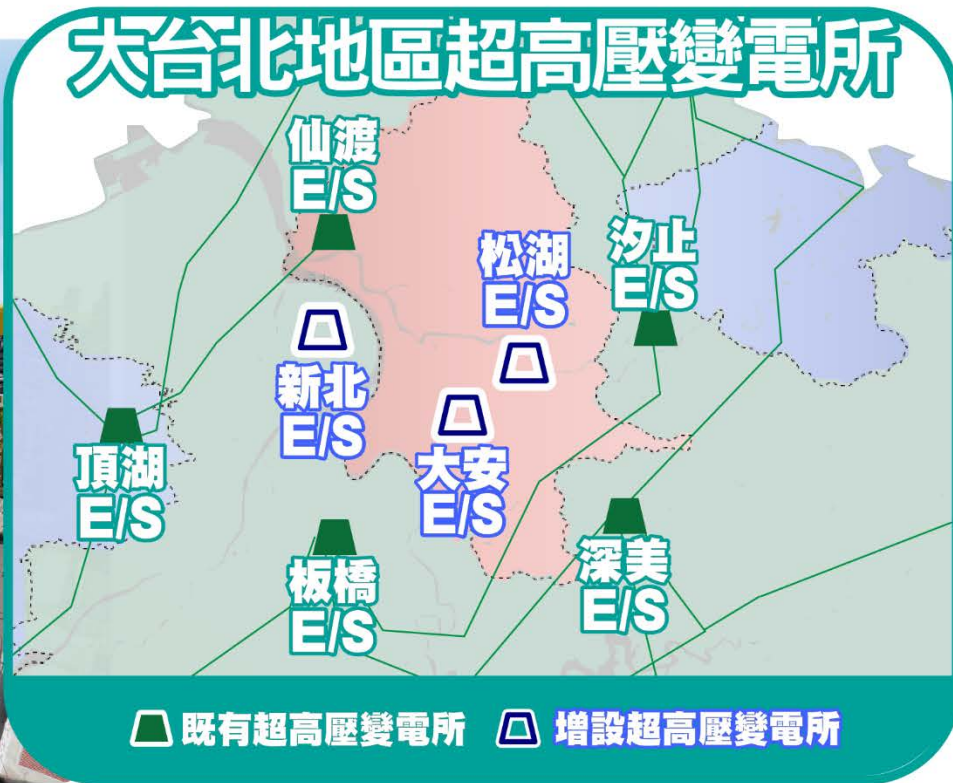 大台北地區超高壓變電所
仙渡
E/S
松湖
E/S
汐止
E/S
新北
E/S
大安
E/S
頂湖
E/S
板橋
E/S
深美
E/S
既有超高壓變電所
增設超高壓變電所